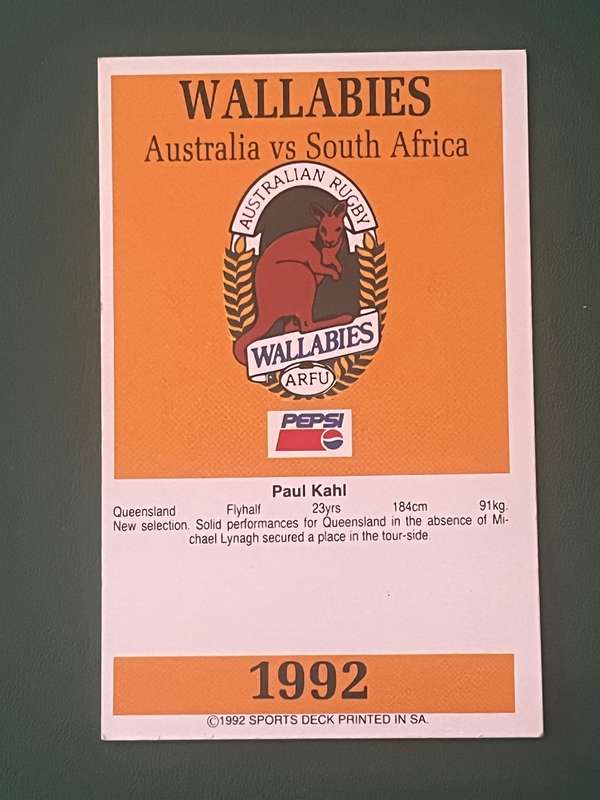 WALLABIES
Australia vs South Africa
AUSTRALIAN RUGBY
WALLABIES
ARFU
PEPSI
Paul Kahl
Queensland Flyhalf 23yrs 184cm 91kg.
New selection. Solid performances for Queensland in the absence of Mi-
chael Lynagh secured a place in the tour-side.
1992
©1992 SPORTS DECK PRINTED IN SA.